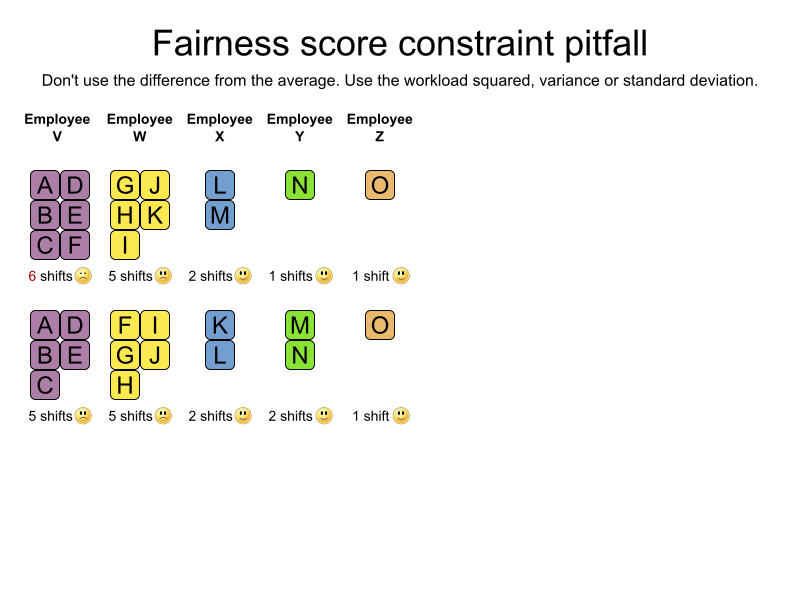 Fairness score constraint pitfall
Don't use the difference from the average. Use the workload squared, variance or standard deviation.
Employee V
Employee W
Employee X
Employee Y
Employee Z
A D G J L N O
B E H K M
C F I
6 shifts 5 shifts 2 shifts 1 shifts 1 shift
A D F I K M O
B E G J L N
C H
5 shifts 5 shifts 2 shifts 2 shifts 1 shift